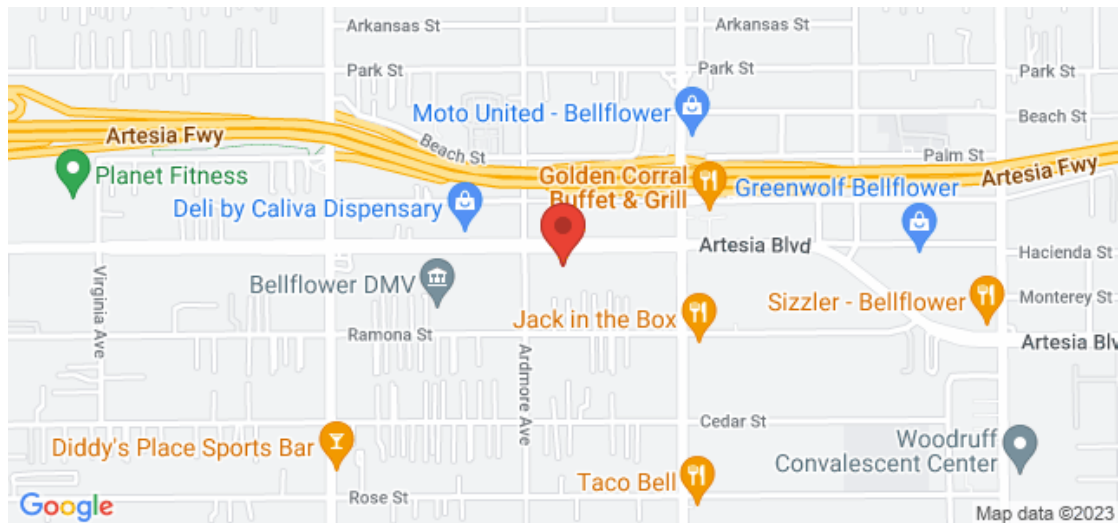 Arkansas St
Arkansas St
Park St
Park St
Park St
Moto United - Bellflower
Beach St
Artesia Fwy
Beach St
Palm St
Artesia Fwy
Planet Fitness
Golden Corral
Buffet & Grill
Greenwolf Bellflower
Deli by Caliva Dispensary
Artesia Blvd
Hacienda St
Bellflower DMV
Virginia Ave
Monterey St
Sizzler - Bellflower
Jack in the Box
Ramona St
Artesia Blv
Ardmore Ave
Cedar St
Diddy's Place Sports Bar
Woodruff
Convalescent Center
Taco Bell
Rose St
Google
Map data ©2023